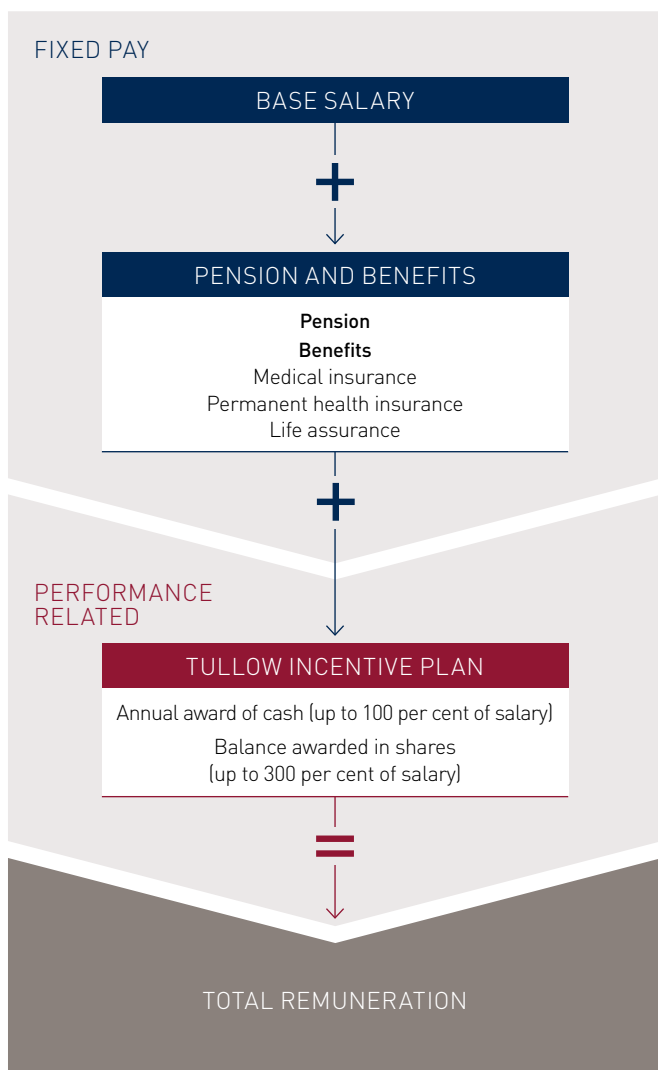 FIXED PAY
BASE SALARY
+
PENSION AND BENEFITS
Pension
Benefits
Medical insurance
Permanent health insurance
Life assurance
+
PERFORMANCE
RELATED
TULLOW INCENTIVE PLAN
Annual award of cash (up to 100 per cent of salary)
Balance awarded in shares
(up to 300 per cent of salary)
=
TOTAL REMUNERATION